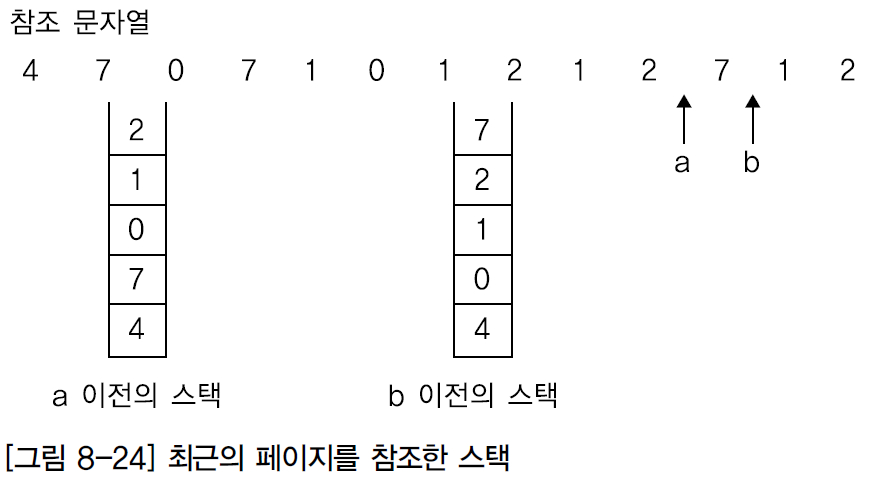 참조 문자열
4 7 0 7 1 0 1 2 1 2 7 1 2
2 7
a b
1 2
0 1
7 0
4 4
a 이전의 스택 b 이전의 스택
[그림 8-24] 최근의 페이지를 참조한 스택